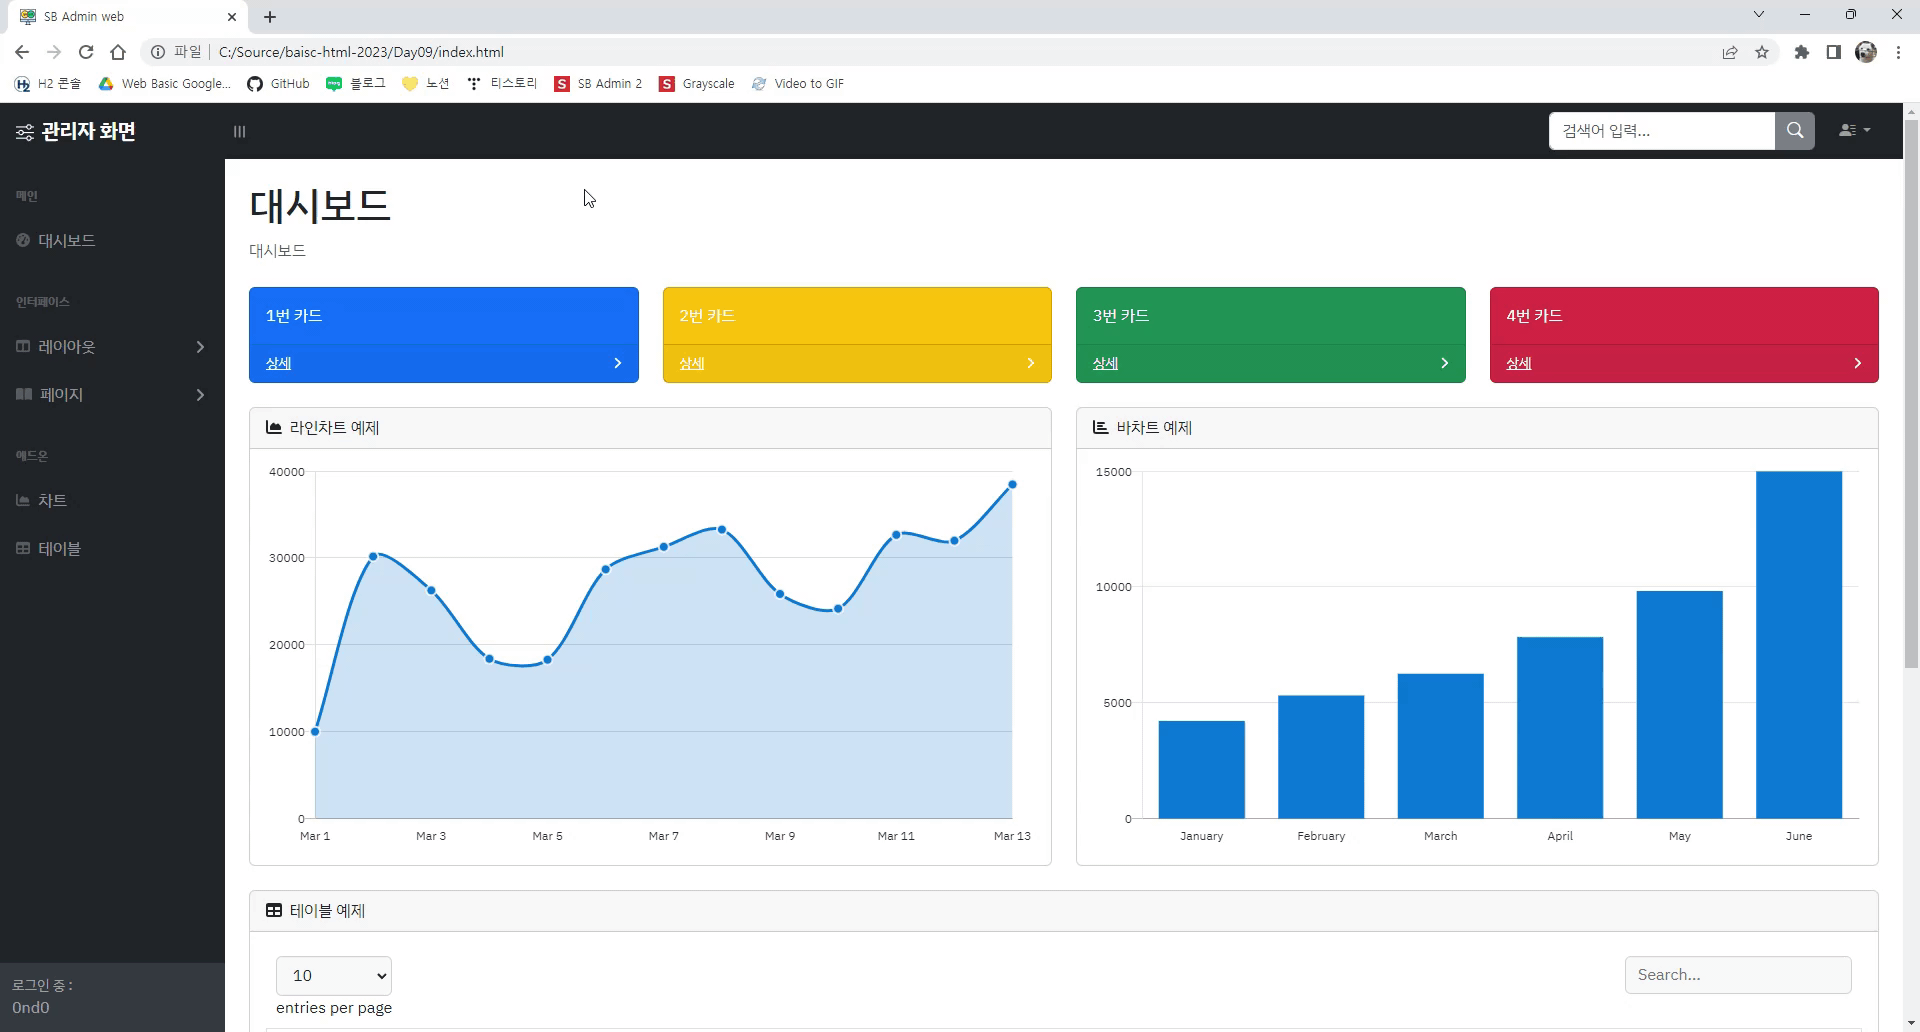 SB Admin web
파일 C:/Source/baisc-html-2023/Day09/index.html
H2 콘솔 Web Basic Google... GitHub 블로그 노션 티스토리 SB Admin 2 Grayscale Video to GIF
관리자 화면
검색어 입력...
메인
대시보드
인터페이스
레이아웃
페이지
애드온
차트
테이블
로그인 중 :
0nd0
대시보드
대시보드
1번 카드
상세
2번 카드
상세
3번 카드
상세
4번 카드
상세
라인차트 예제
40000
30000
20000
10000
0
Mar 1 Mar 3 Mar 5 Mar 7 Mar 9 Mar 11 Mar 13
바차트 예제
15000
10000
5000
0
January February March April May June
테이블 예제
10
entries per page
Search...